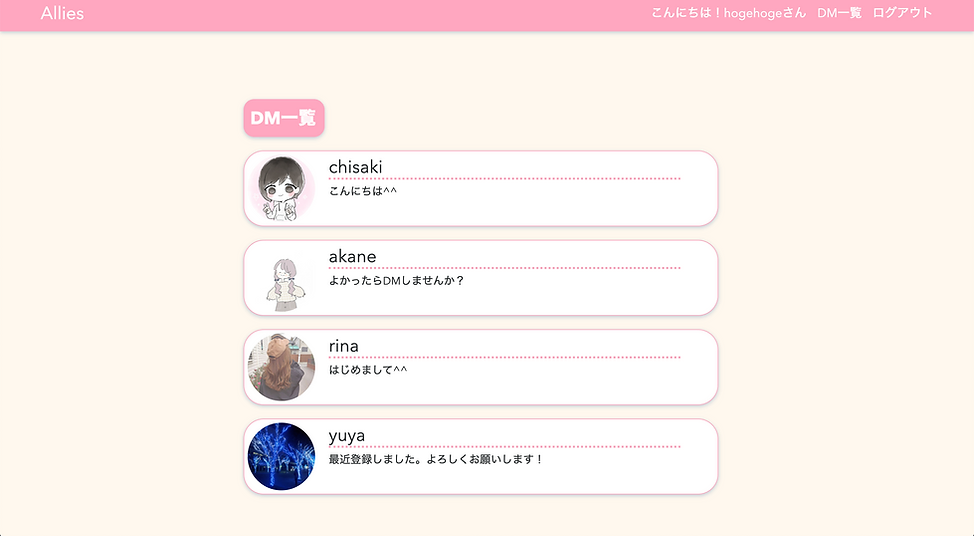 Allies
こんにちは！hogehogeさん DM一覧 ログアウト
DM一覧
chisaki
こんにちは^^
akane
よかったらDMしませんか？
rina
はじめまして^^
yuya
最近登録しました。よろしくお願いします！